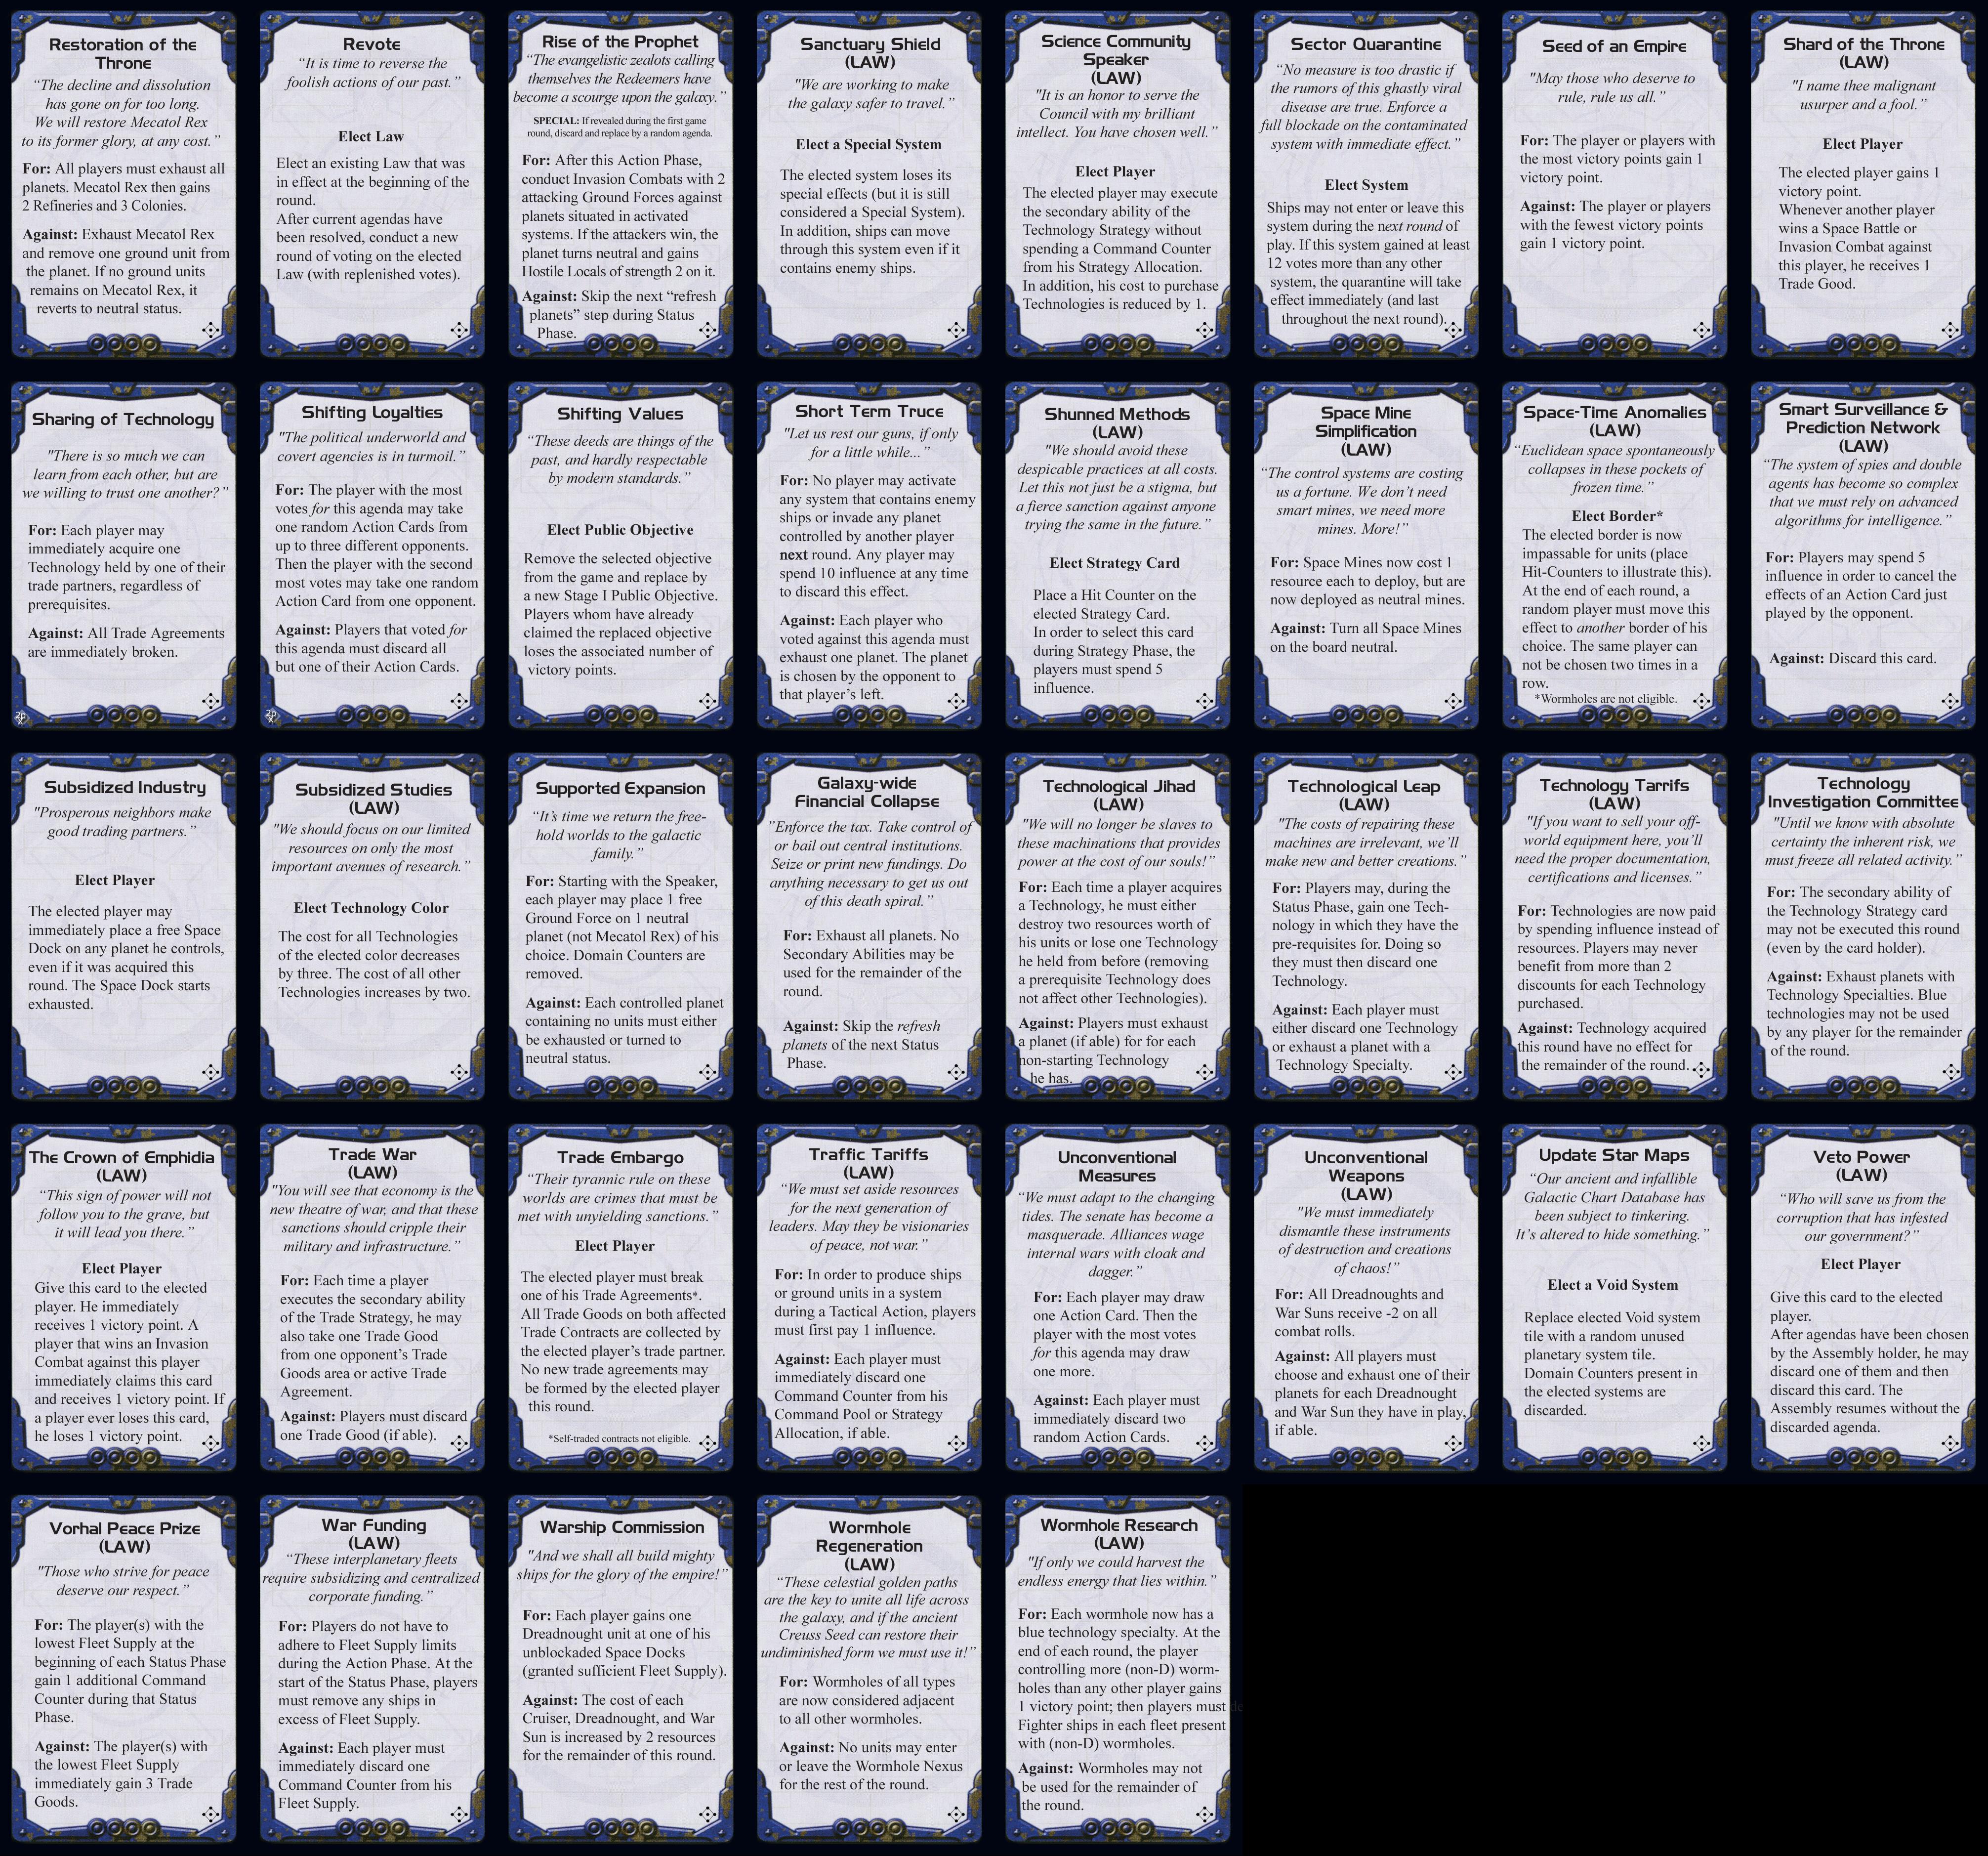 Restoration of the
Throne
“The decline and dissolution
has gone on for too long.
We will restore Mecatol Rex
to its former glory, at any cost.”
For: All players must exhaust all
planets. Mecatol Rex then gains
2 Refineries and 3 Colonies.
Against: Exhaust Mecatol Rex
and remove one ground unit from
the planet. If no ground units
remains on Mecatol Rex, it
reverts to neutral status.
Revote
“It is time to reverse the
foolish actions of our past.”
Elect Law
Elect an existing Law that was
in effect at the beginning of the
round.
After current agendas have
been resolved, conduct a new
round of voting on the elected
Law (with replenished votes).
Rise of the Prophet
“The evangelistic zealots calling
themselves the Redeemers have
become a scourge upon the galaxy.”
SPECIAL: If revealed during the first game
round, discard and replace by a random agenda.
For: After this Action Phase,
conduct Invasion Combats with 2
attacking Ground Forces against
planets situated in activated
systems. If the attackers win, the
planet turns neutral and gains
Hostile Locals of strength 2 on it.
Against: Skip the next “refresh
planets” step during Status
Phase.
Sanctuary Shield
(LAW)
"We are working to make
the galaxy safer to travel.”
Elect a Special System
The elected system loses its
special effects (but it is still
considered a Special System).
In addition, ships can move
through this system even if it
contains enemy ships.
Science Community
Speaker
(LAW)
"It is an honor to serve the
Council with my brilliant
intellect. You have chosen well.”
Elect Player
The elected player may execute
the secondary ability of the
Technology Strategy without
spending a Command Counter
from his Strategy Allocation.
In addition, his cost to purchase
Technologies is reduced by 1.
Sector Quarantine
“No measure is too drastic if
the rumors of this ghastly viral
disease are true. Enforce a
full blockade on the contaminated
system with immediate effect.”
Elect System
Ships may not enter or leave this
system during the next round of
play. If this system gained at least
12 votes more than any other
system, the quarantine will take
effect immediately (and last
throughout the next round).
Seed of an Empire
"May those who deserve to
rule, rule us all.”
For: The player or players with
the most victory points gain 1
victory point.
Against: The player or players
with the fewest victory points
gain 1 victory point.
Shard of the Throne
(LAW)
"I name thee malignant
usurper and a fool.”
Elect Player
The elected player gains 1
victory point.
Whenever another player
wins a Space Battle or
Invasion Combat against
this player, he receives 1
Trade Good.
Sharing of Technology
"There is so much we can
learn from each other, but are
we willing to trust one another?”
For: Each player may
immediately acquire one
Technology held by one of their
trade partners, regardless of
prerequisites.
Against: All Trade Agreements
are immediately broken.
Shifting Loyalties
"The political underworld and
covert agencies is in turmoil.”
For: The player with the most
votes for this agenda may take
one random Action Cards from
up to three different opponents.
Then the player with the second
most votes may take one random
Action Card from one opponent.
Against: Players that voted for
this agenda must discard all
but one of their Action Cards.
Shifting Values
“These deeds are things of the
past, and hardly respectable
by modern standards.”
Elect Public Objective
Remove the selected objective
from the game and replace by
a new Stage I Public Objective.
Players whom have already
claimed the replaced objective
loses the associated number of
victory points.
Short Term Truce
"Let us rest our guns, if only
for a little while...”
For: No player may activate
any system that contains enemy
ships or invade any planet
controlled by another player
next round. Any player may
spend 10 influence at any time
to discard this effect.
Against: Each player who
voted against this agenda must
exhaust one planet. The planet
is chosen by the opponent to
that player’s left.
Shunned Methods
(LAW)
"We should avoid these
despicable practices at all costs.
Let this not just be a stigma, but
a fierce sanction against anyone
trying the same in the future.”
Elect Strategy Card
Place a Hit Counter on the
elected Strategy Card.
In order to select this card
during Strategy Phase, the
players must spend 5
influence.
Space Mine
Simplification
(LAW)
“The control systems are costing
us a fortune. We don’t need
smart mines, we need more
mines. More!”
For: Space Mines now cost 1
resource each to deploy, but are
now deployed as neutral mines.
Against: Turn all Space Mines
on the board neutral.
Space-Time Anomalies
(LAW)
“Euclidean space spontaneously
collapses in these pockets of
frozen time.”
Elect Border*
The elected border is now
impassable for units (place
Hit-Counters to illustrate this).
At the end of each round, a
random player must move this
effect to another border of his
choice. The same player can
not be chosen two times in a
row.
*Wormholes are not eligible.
Smart Surveillance &
Prediction Network
(LAW)
“The system of spies and double
agents has become so complex
that we must rely on advanced
algorithms for intelligence.”
For: Players may spend 5
influence in order to cancel the
effects of an Action Card just
played by the opponent.
Against: Discard this card.
Subsidized Industry
"Prosperous neighbors make
good trading partners.”
Elect Player
The elected player may
immediately place a free Space
Dock on any planet he controls,
even if it was acquired this
round. The Space Dock starts
exhausted.
Subsidized Studies
(LAW)
"We should focus on our limited
resources on only the most
important avenues of research.”
Elect Technology Color
The cost for all Technologies
of the elected color decreases
by three. The cost of all other
Technologies increases by two.
Supported Expansion
“It’s time we return the free-
hold worlds to the galactic
family.”
For: Starting with the Speaker,
each player may place 1 free
Ground Force on 1 neutral
planet (not Mecatol Rex) of his
choice. Domain Counters are
removed.
Against: Each controlled planet
containing no units must either
be exhausted or turned to
neutral status.
Galaxy-wide
Financial Collapse
”Enforce the tax. Take control of
or bail out central institutions.
Seize or print new fundings. Do
anything necessary to get us out
of this death spiral.”
For: Exhaust all planets. No
Secondary Abilities may be
used for the remainder of the
round.
Against: Skip the refresh
planets of the next Status
Phase.
Technological Jihad
(LAW)
"We will no longer be slaves to
these machinations that provides
power at the cost of our souls!”
For: Each time a player acquires
a Technology, he must either
destroy two resources worth of
his units or lose one Technology
he held from before (removing
a prerequisite Technology does
not affect other Technologies).
Against: Players must exhaust
a planet (if able) for for each
non-starting Technology
he has.
Technological Leap
(LAW)
"The costs of repairing these
machines are irrelevant, we’ll
make new and better creations.”
For: Players may, during the
Status Phase, gain one Tech-
nology in which they have the
pre-requisites for. Doing so
they must then discard one
Technology.
Against: Each player must
either discard one Technology
or exhaust a planet with a
Technology Specialty.
Technology Tarrifs
(LAW)
"If you want to sell your off-
world equipment here, you’ll
need the proper documentation,
certifications and licenses.”
For: Technologies are now paid
by spending influence instead of
resources. Players may never
benefit from more than 2
discounts for each Technology
purchased.
Against: Technology acquired
this round have no effect for
the remainder of the round.
Technology
Investigation Committee
"Until we know with absolute
certainty the inherent risk, we
must freeze all related activity.”
For: The secondary ability of
the Technology Strategy card
may not be executed this round
(even by the card holder).
Against: Exhaust planets with
Technology Specialties. Blue
technologies may not be used
by any player for the remainder
of the round.
The Crown of Emphidia
(LAW)
“This sign of power will not
follow you to the grave, but
it will lead you there.”
Elect Player
Give this card to the elected
player. He immediately
receives 1 victory point. A
player that wins an Invasion
Combat against this player
immediately claims this card
and receives 1 victory point. If
a player ever loses this card,
he loses 1 victory point.
Trade War
(LAW)
"You will see that economy is the
new theatre of war, and that these
sanctions should cripple their
military and infrastructure.”
For: Each time a player
executes the secondary ability
of the Trade Strategy, he may
also take one Trade Good
from one opponent’s Trade
Goods area or active Trade
Agreement.
Against: Players must discard
one Trade Good (if able).
Trade Embargo
“Their tyrannic rule on these
worlds are crimes that must be
met with unyielding sanctions.”
Elect Player
The elected player must break
one of his Trade Agreements*.
All Trade Goods on both affected
Trade Contracts are collected by
the elected player’s trade partner.
No new trade agreements may
be formed by the elected player
this round.
*Self-traded contracts not eligible.
Traffic Tariffs
(LAW)
“We must set aside resources
for the next generation of
leaders. May they be visionaries
of peace, not war.”
For: In order to produce ships
or ground units in a system
during a Tactical Action, players
must first pay 1 influence.
Against: Each player must
immediately discard one
Command Counter from his
Command Pool or Strategy
Allocation, if able.
Unconventional
Measures
“We must adapt to the changing
tides. The senate has become a
masquerade. Alliances wage
internal wars with cloak and
dagger.”
For: Each player may draw
one Action Card. Then the
player with the most votes
for this agenda may draw
one more.
Against: Each player must
immediately discard two
random Action Cards.
Unconventional
Weapons
(LAW)
"We must immediately
dismantle these instruments
of destruction and creations
of chaos!”
For: All Dreadnoughts and
War Suns receive -2 on all
combat rolls.
Against: All players must
choose and exhaust one of their
planets for each Dreadnought
and War Sun they have in play,
if able.
Update Star Maps
“Our ancient and infallible
Galactic Chart Database has
been subject to tinkering.
It’s altered to hide something.”
Elect a Void System
Replace elected Void system
tile with a random unused
planetary system tile.
Domain Counters present in
the elected systems are
discarded.
Veto Power
(LAW)
“Who will save us from the
corruption that has infested
our government?”
Elect Player
Give this card to the elected
player.
After agendas have been chosen
by the Assembly holder, he may
discard one of them and then
discard this card. The
Assembly resumes without the
discarded agenda.
Vorhal Peace Prize
(LAW)
"Those who strive for peace
deserve our respect.”
For: The player(s) with the
lowest Fleet Supply at the
beginning of each Status Phase
gain 1 additional Command
Counter during that Status
Phase.
Against: The player(s) with
the lowest Fleet Supply
immediately gain 3 Trade
Goods.
War Funding
(LAW)
“These interplanetary fleets
require subsidizing and centralized
corporate funding.”
For: Players do not have to
adhere to Fleet Supply limits
during the Action Phase. At the
start of the Status Phase, players
must remove any ships in
excess of Fleet Supply.
Against: Each player must
immediately discard one
Command Counter from his
Fleet Supply.
Warship Commission
"And we shall all build mighty
ships for the glory of the empire!”
For: Each player gains one
Dreadnought unit at one of his
unblockaded Space Docks
(granted sufficient Fleet Supply).
Against: The cost of each
Cruiser, Dreadnought, and War
Sun is increased by 2 resources
for the remainder of this round.
Wormhole
Regeneration
(LAW)
“These celestial golden paths
are the key to unite all life across
the galaxy, and if the ancient
Creuss Seed can restore their
undiminished form we must use it!”
For: Wormholes of all types
are now considered adjacent
to all other wormholes.
Against: No units may enter
or leave the Wormhole Nexus
for the rest of the round.
Wormhole Research
(LAW)
"If only we could harvest the
endless energy that lies within.”
For: Each wormhole now has a
blue technology specialty. At the
end of each round, the player
controlling more (non-D) worm-
holes than any other player gains
1 victory point; then players must
Fighter ships in each fleet present
with (non-D) wormholes.
Against: Wormholes may not
be used for the remainder of
the round.